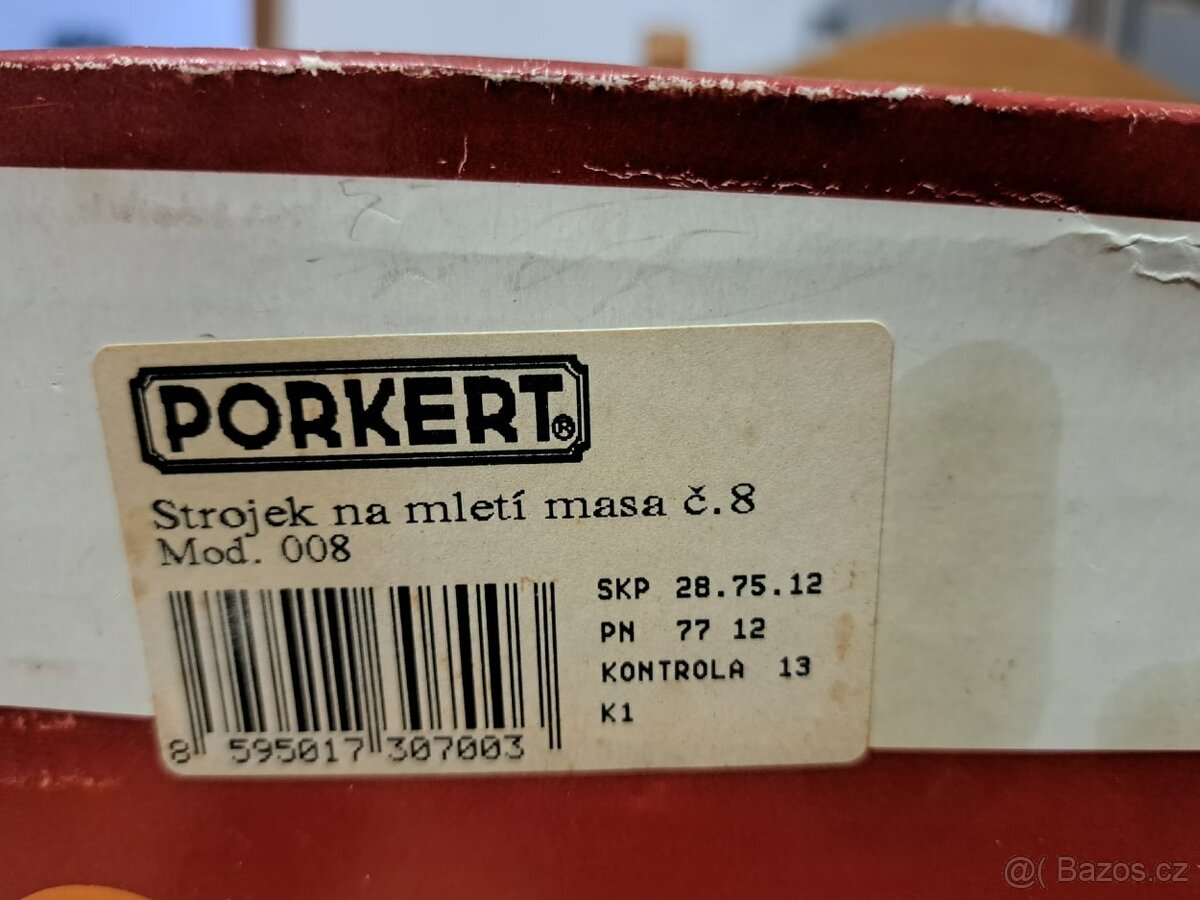 PORKERT®
Strojek na mletí masa č.8
Mod. 008
SKP 28.75.12
PN 77 12
KONTROLA 13
K1
8 595017 307003
@( Bazos.cz